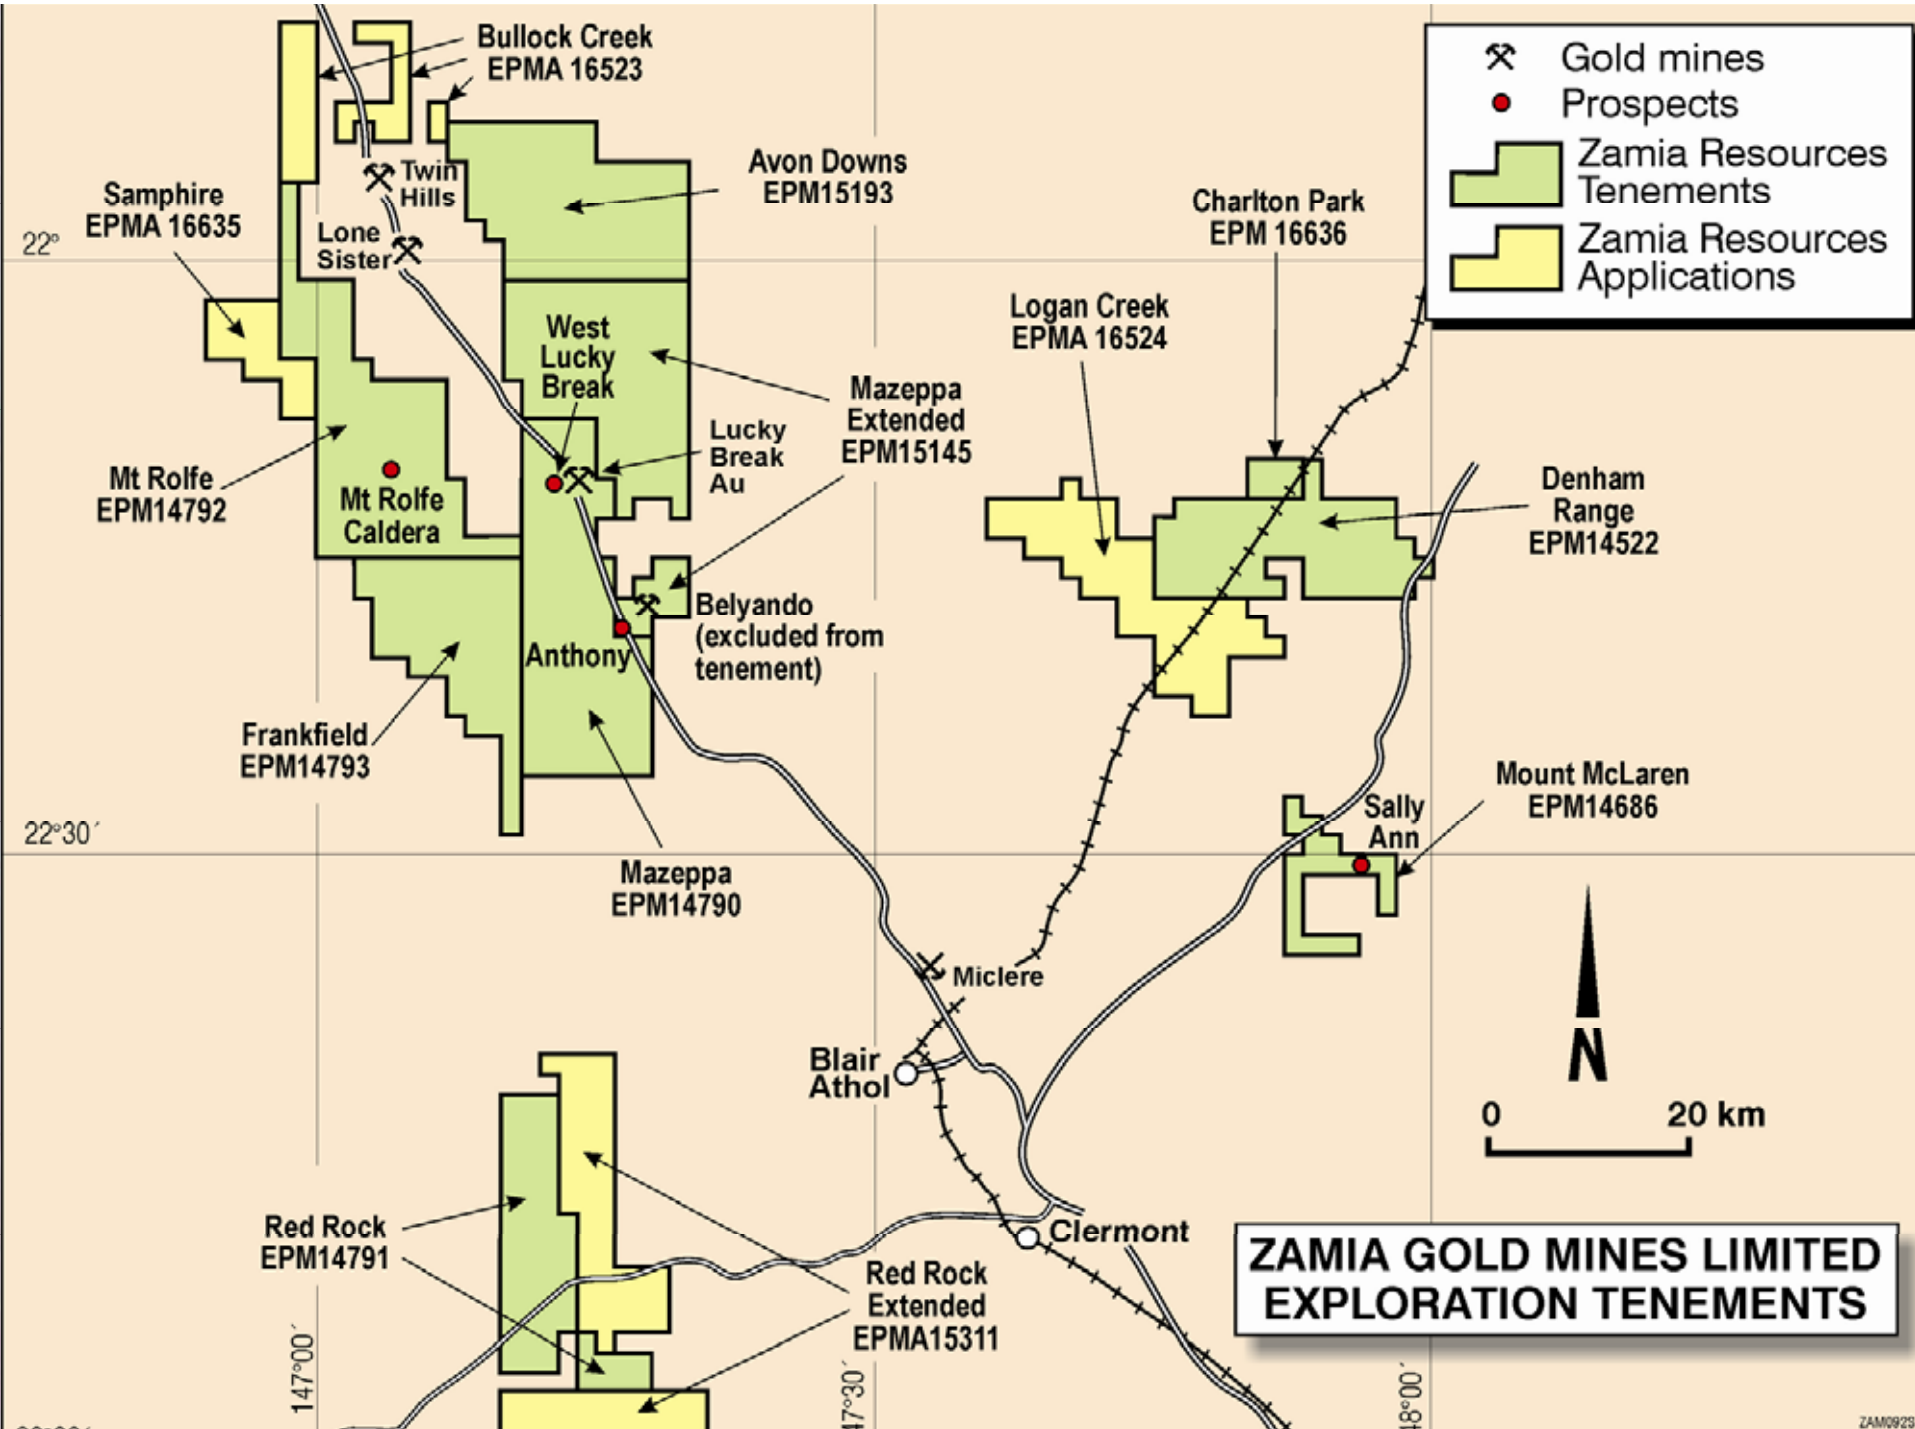 Bullock Creek
EPMA 16523
Gold mines
Prospects
Zamia Resources
Tenements
Zamia Resources
Applications
Twin
Hills
Avon Downs
EPM15193
Samphire
EPMA 16635
Charlton Park
EPM 16636
22°
Lone
Sister
Logan Creek
EPMA 16524
West
Lucky
Break
Mazeppa
Extended
EPM15145
Lucky
Break
Au
Mt Rolfe
EPM14792
Mt Rolfe
Caldera
Denham
Range
EPM14522
Belyando
(excluded from
tenement)
Anthony
Frankfield
EPM14793
Mount McLaren
EPM14686
Sally
Ann
22°30´
Mazeppa
EPM14790
Miclere
N
Blair
Athol
0 20 km
Red Rock
EPM14791
Clermont
Red Rock
Extended
EPMA15311
ZAMIA GOLD MINES LIMITED
EXPLORATION TENEMENTS
147°00´
47°30´
48°00´
ZAM092S